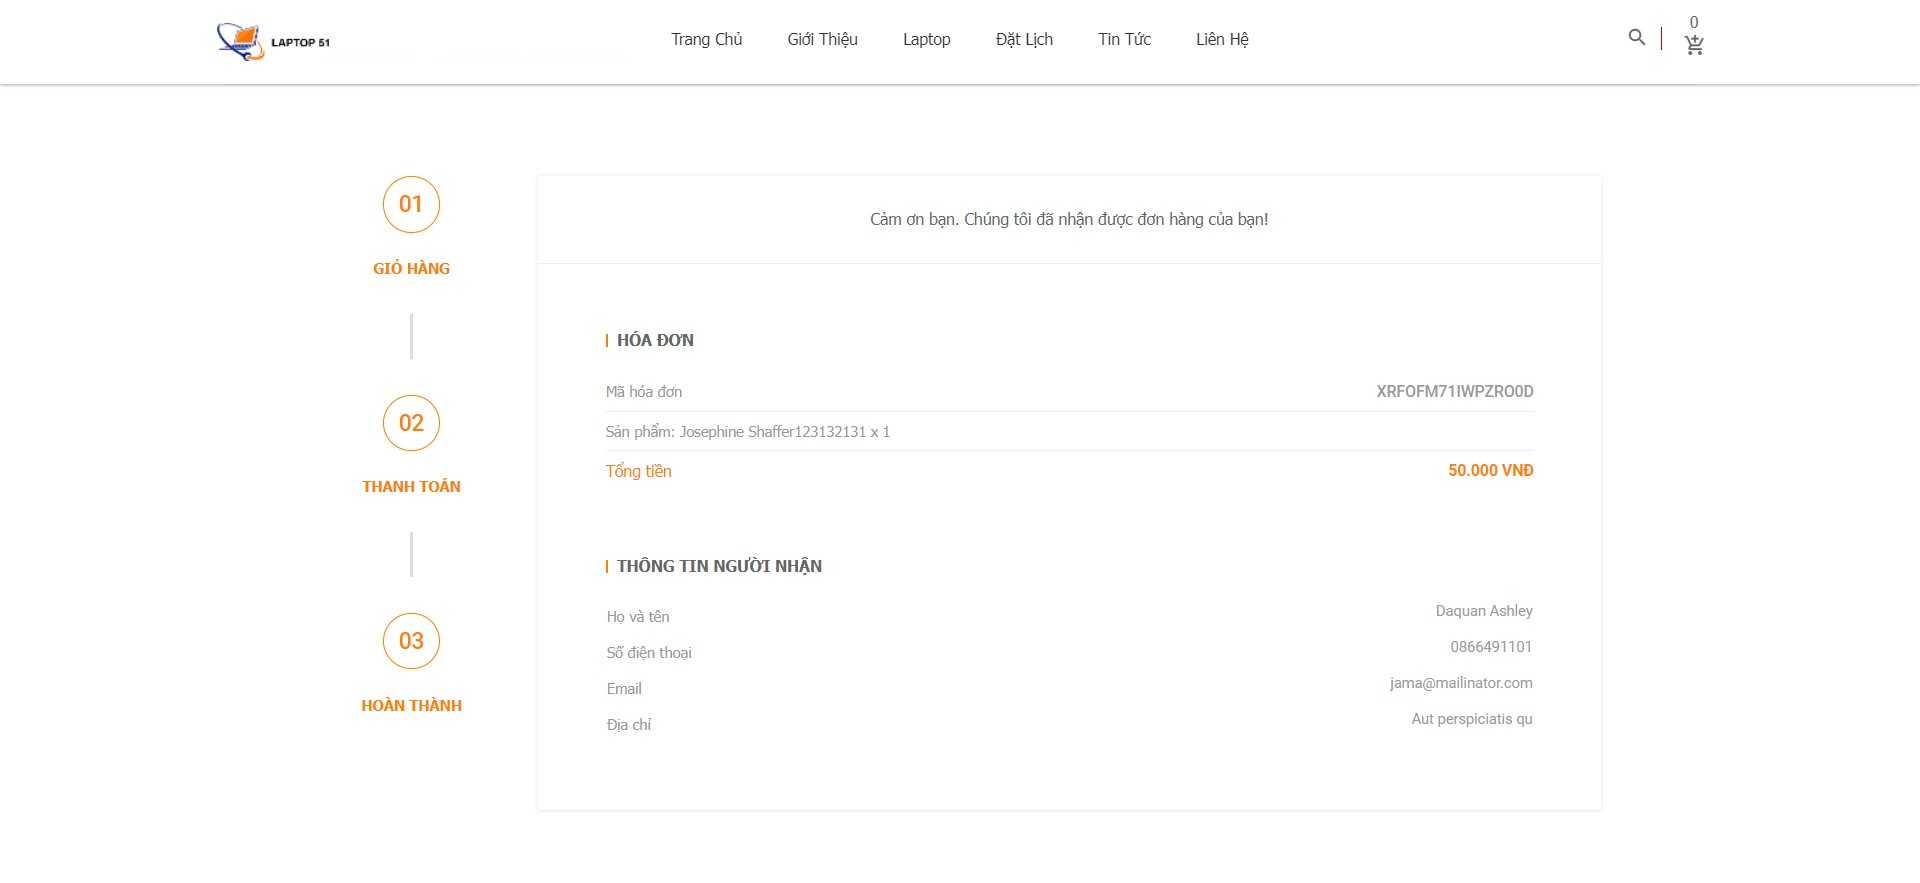 LAPTOP 51
Trang Chủ Giới Thiệu Laptop Đặt Lịch Tin Tức Liên Hệ
0
01
GIỎ HÀNG
02
THANH TOÁN
03
HOÀN THÀNH
Cảm ơn bạn. Chúng tôi đã nhận được đơn hàng của bạn!
HÓA ĐƠN
Mã hóa đơn XRFOFM71IWPZRO0D
Sản phẩm: Josephine Shaffer123132131 x 1
Tổng tiền 50.000 VNĐ
THÔNG TIN NGƯỜI NHẬN
Họ và tên Daquan Ashley
Số điện thoại 0866491101
Email jama@mailinator.com
Địa chỉ Aut perspiciatis qu